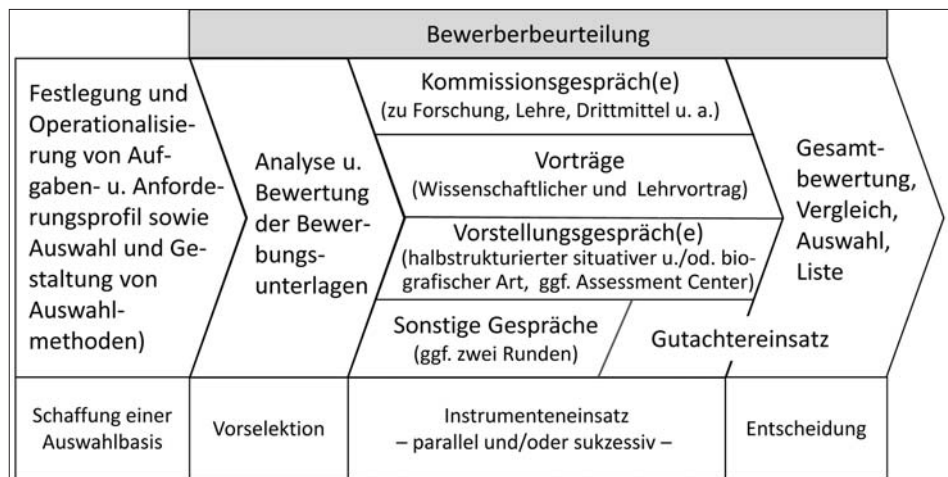 Bewerberbeurteilung
Festlegung und
Operationalisie-
rung von Auf-
gaben- u. Anforde-
rungsprofil sowie
Auswahl und Ge-
staltung von
Auswahl-
methoden)
Analyse u.
Bewertung
der Bewer-
bungs-
unterlagen
Kommissionsgespräch(e)
(zu Forschung, Lehre, Drittmittel u. a.)
Vorträge
(Wissenschaftlicher und Lehrvortrag)
Vorstellungsgespräch(e)
(halbstrukturierter situativer u./od. bio-
grafischer Art, ggf. Assessment Center)
Sonstige Gespräche
(ggf. zwei Runden)
Gutachtereinsatz
Gesamt-
bewertung,
Vergleich,
Auswahl,
Liste
Schaffung einer
Auswahlbasis
Vorselektion
Instrumenteneinsatz
– parallel und/oder sukzessiv –
Entscheidung